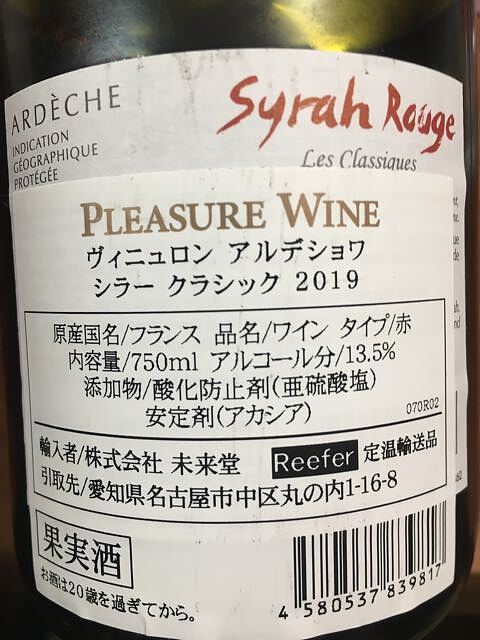 ARDÈCHE
INDICATION
GÉOGRAPHIQUE
PROTÉGÉE
Syrah Rouge
Les Classiques
PLEASURE WINE
ヴィニュロン アルデショワ
シラー クラシック 2019
原産国名/フランス 品名/ワイン タイプ/赤
内容量/750ml アルコール分/13.5%
添加物/酸化防止剤(亜硫酸塩)
安定剤(アカシア)
070R02
輸入者/株式会社 未来堂 Reefer 定温輸送品
引取先/愛知県名古屋市中区丸の内1-16-8
果実酒
お酒は20歳を過ぎてから。
4 580537 839817